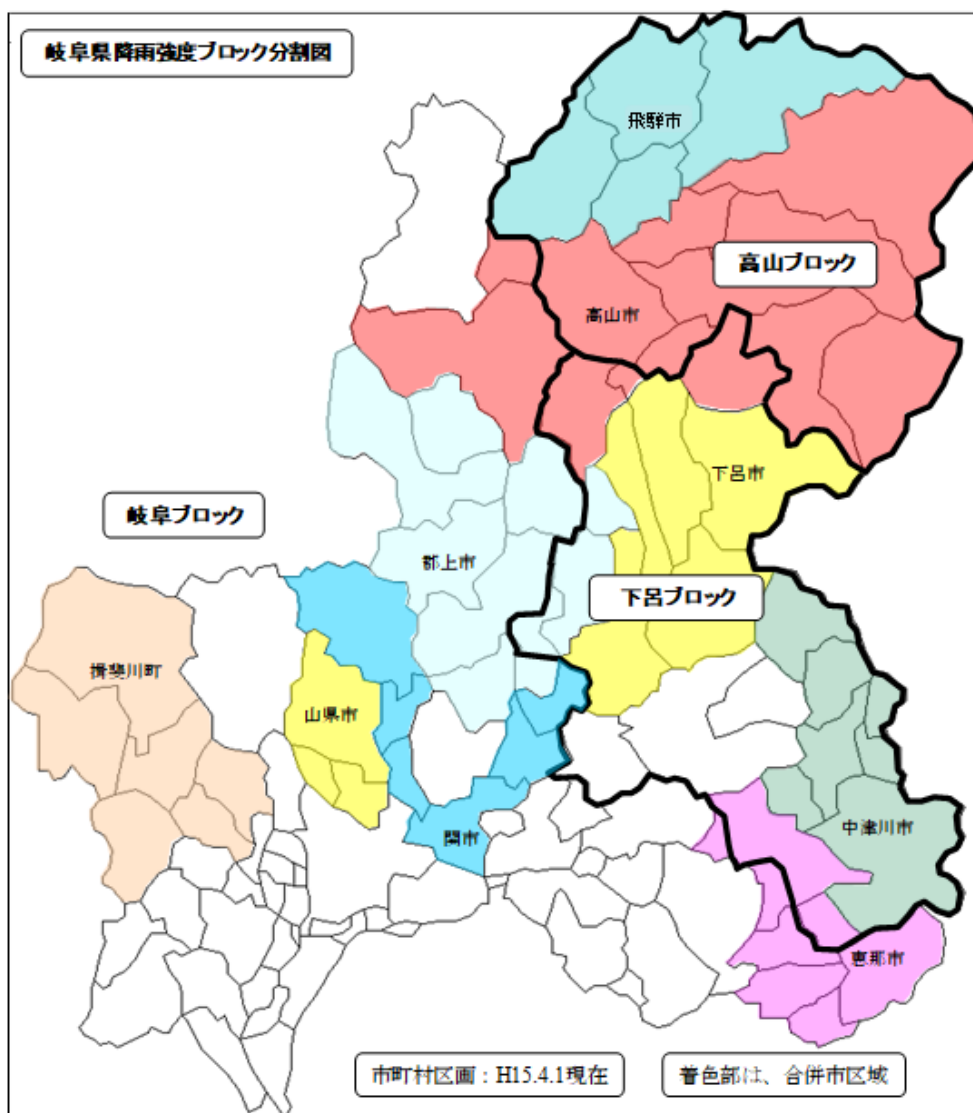 岐阜県降雨強度ブロック分割図
飛騨市
高山ブロック
高山市
下呂市
岐阜ブロック
郡上市
下呂ブロック
揖斐川町
山県市
中津川市
関市
恵那市
市町村区画：H15.4.1現在
着色部は、合併市区域